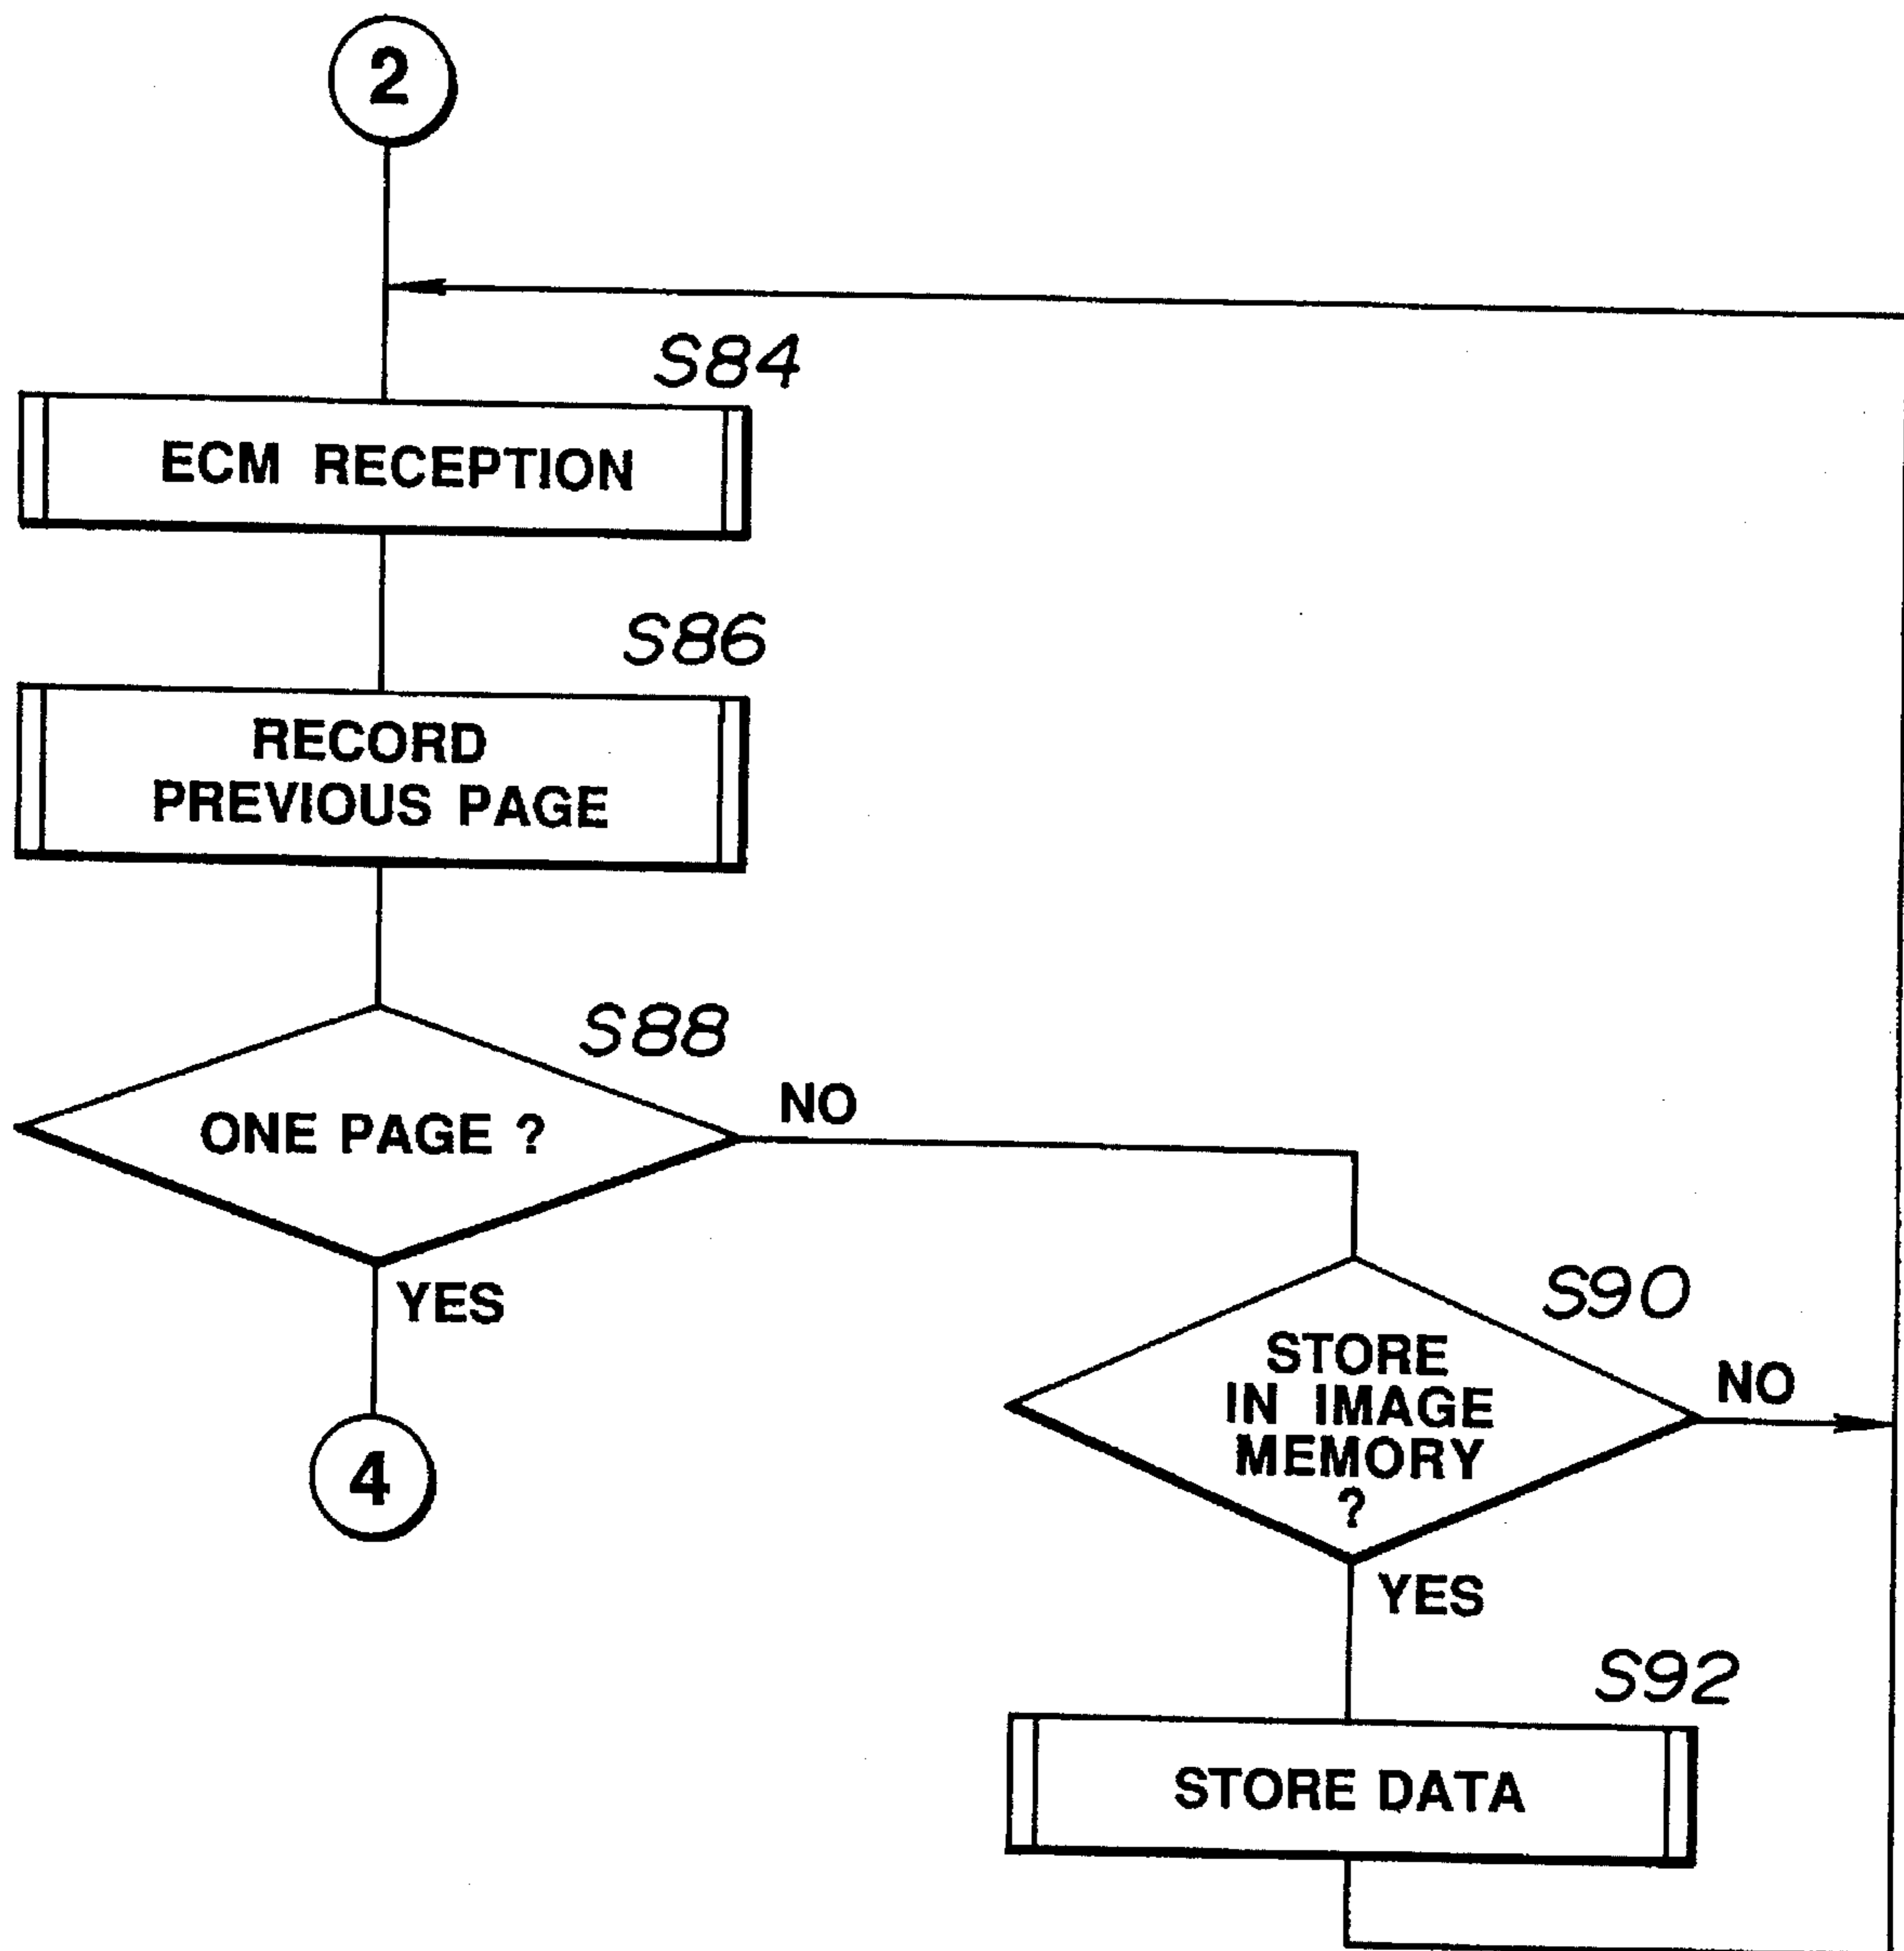 2
S84
ECM RECEPTION
S86
RECORD
PREVIOUS PAGE
S88
ONE PAGE ?
NO
YES
4
S90
STORE
IN IMAGE
MEMORY
?
NO
YES
S92
STORE DATA